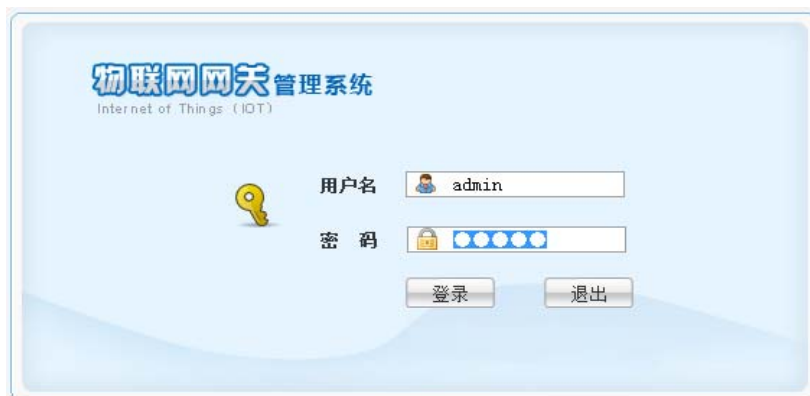 物联网网关管理系统
Internet of Things (IOT)
用户名 admin
密 码 ●●●●●
登录 退出